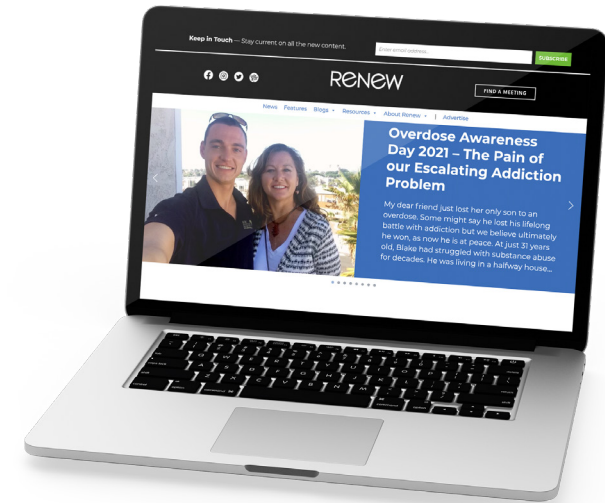 Keep in Touch — Stay current on all the new content.
Enter email address...
SUBSCRIBE
RENEW
FIND A MEETING
News Features Blogs Resources About Renew | Advertise
Overdose Awareness
Day 2021 – The Pain of
our Escalating Addiction
Problem
My dear friend just lost her only son to an
overdose. Some might say he lost his lifelong
battle with addiction but we believe ultimately
he won, as now he is at peace. At just 31 years
old, Blake had struggled with substance abuse
for decades. He was living in a halfway house...